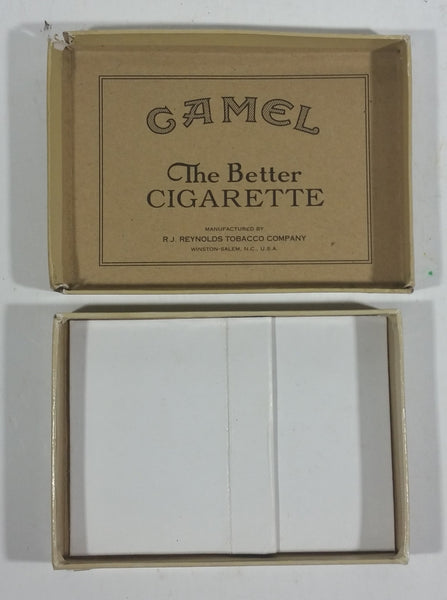 CAMEL
The Better
CIGARETTE
MANUFACTURED BY
R.J. REYNOLDS TOBACCO COMPANY
WINSTON-SALEM, N.C., U.S.A.